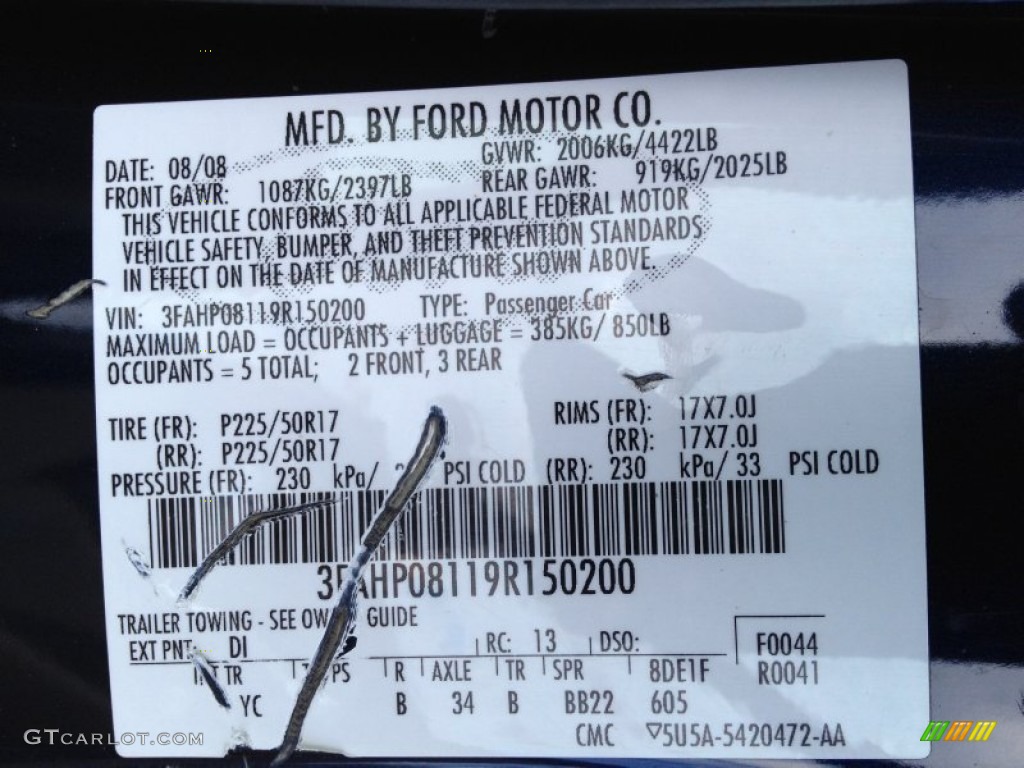 MFD. BY FORD MOTOR CO.
DATE: 08/08 GVWR: 2006KG/4422LB
FRONT GAWR: 1087KG/2397LB REAR GAWR: 919KG/2025LB
THIS VEHICLE CONFORMS TO ALL APPLICABLE FEDERAL MOTOR
VEHICLE SAFETY, BUMPER, AND THEFT PREVENTION STANDARDS
IN EFFECT ON THE DATE OF MANUFACTURE SHOWN ABOVE.
VIN: 3FAHP08119R150200 TYPE: Passenger Car
MAXIMUM LOAD = OCCUPANTS + LUGGAGE = 385KG/ 850LB
OCCUPANTS = 5 TOTAL; 2 FRONT, 3 REAR
TIRE (FR): P225/50R17 RIMS (FR): 17X7.0J
(RR): P225/50R17 (RR): 17X7.0J
PRESSURE (FR): 230 kPa/ PSI COLD (RR): 230 kPa/ 33 PSI COLD
3FAHP08119R150200
TRAILER TOWING - SEE GUIDE
EXT PNT: DI RC: 13 DSO: F0044
TR PS R AXLE TR SPR 8DE1F R0041
YC B 34 B BB22 605
CMC ▽5U5A-5420472-AA
GTCARLOT.COM